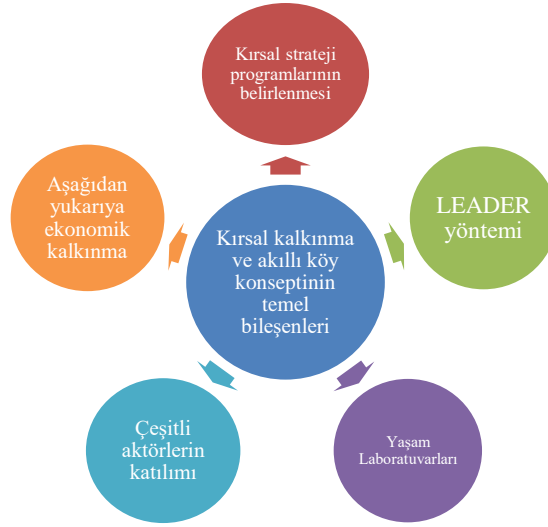 Kırsal strateji
programlarının
belirlenmesi
Aşağıdan
yukarıya
ekonomik
kalkınma
LEADER
yöntemi
Kırsal kalkınma
ve akıllı köy
konseptinin
temel
bileşenleri
Çeşitli
aktörlerin
katılımı
Yaşam
Laboratuvarları